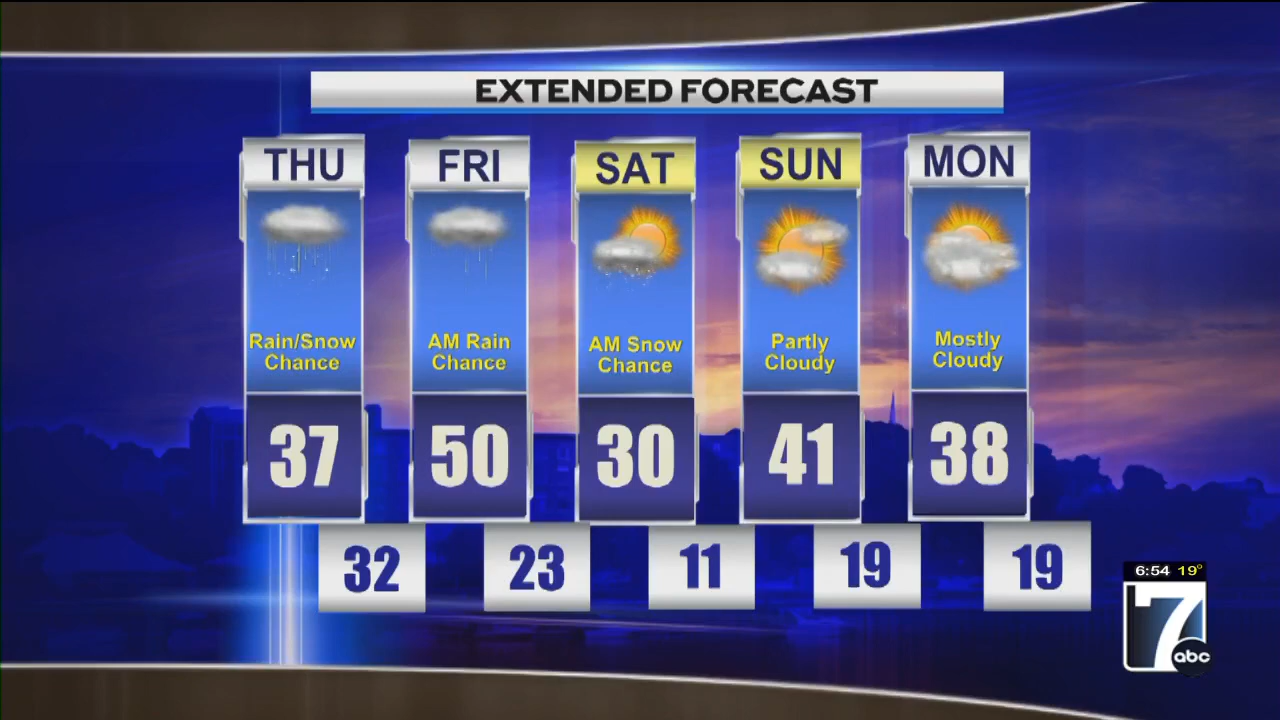 EXTENDED FORECAST
THU FRI SAT SUN MON
Rain/Snow
Chance
AM Rain
Chance
AM Snow
Chance
Partly
Cloudy
Mostly
Cloudy
37 50 30 41 38
32 23 11 19 19
6:54 19°
7
abc